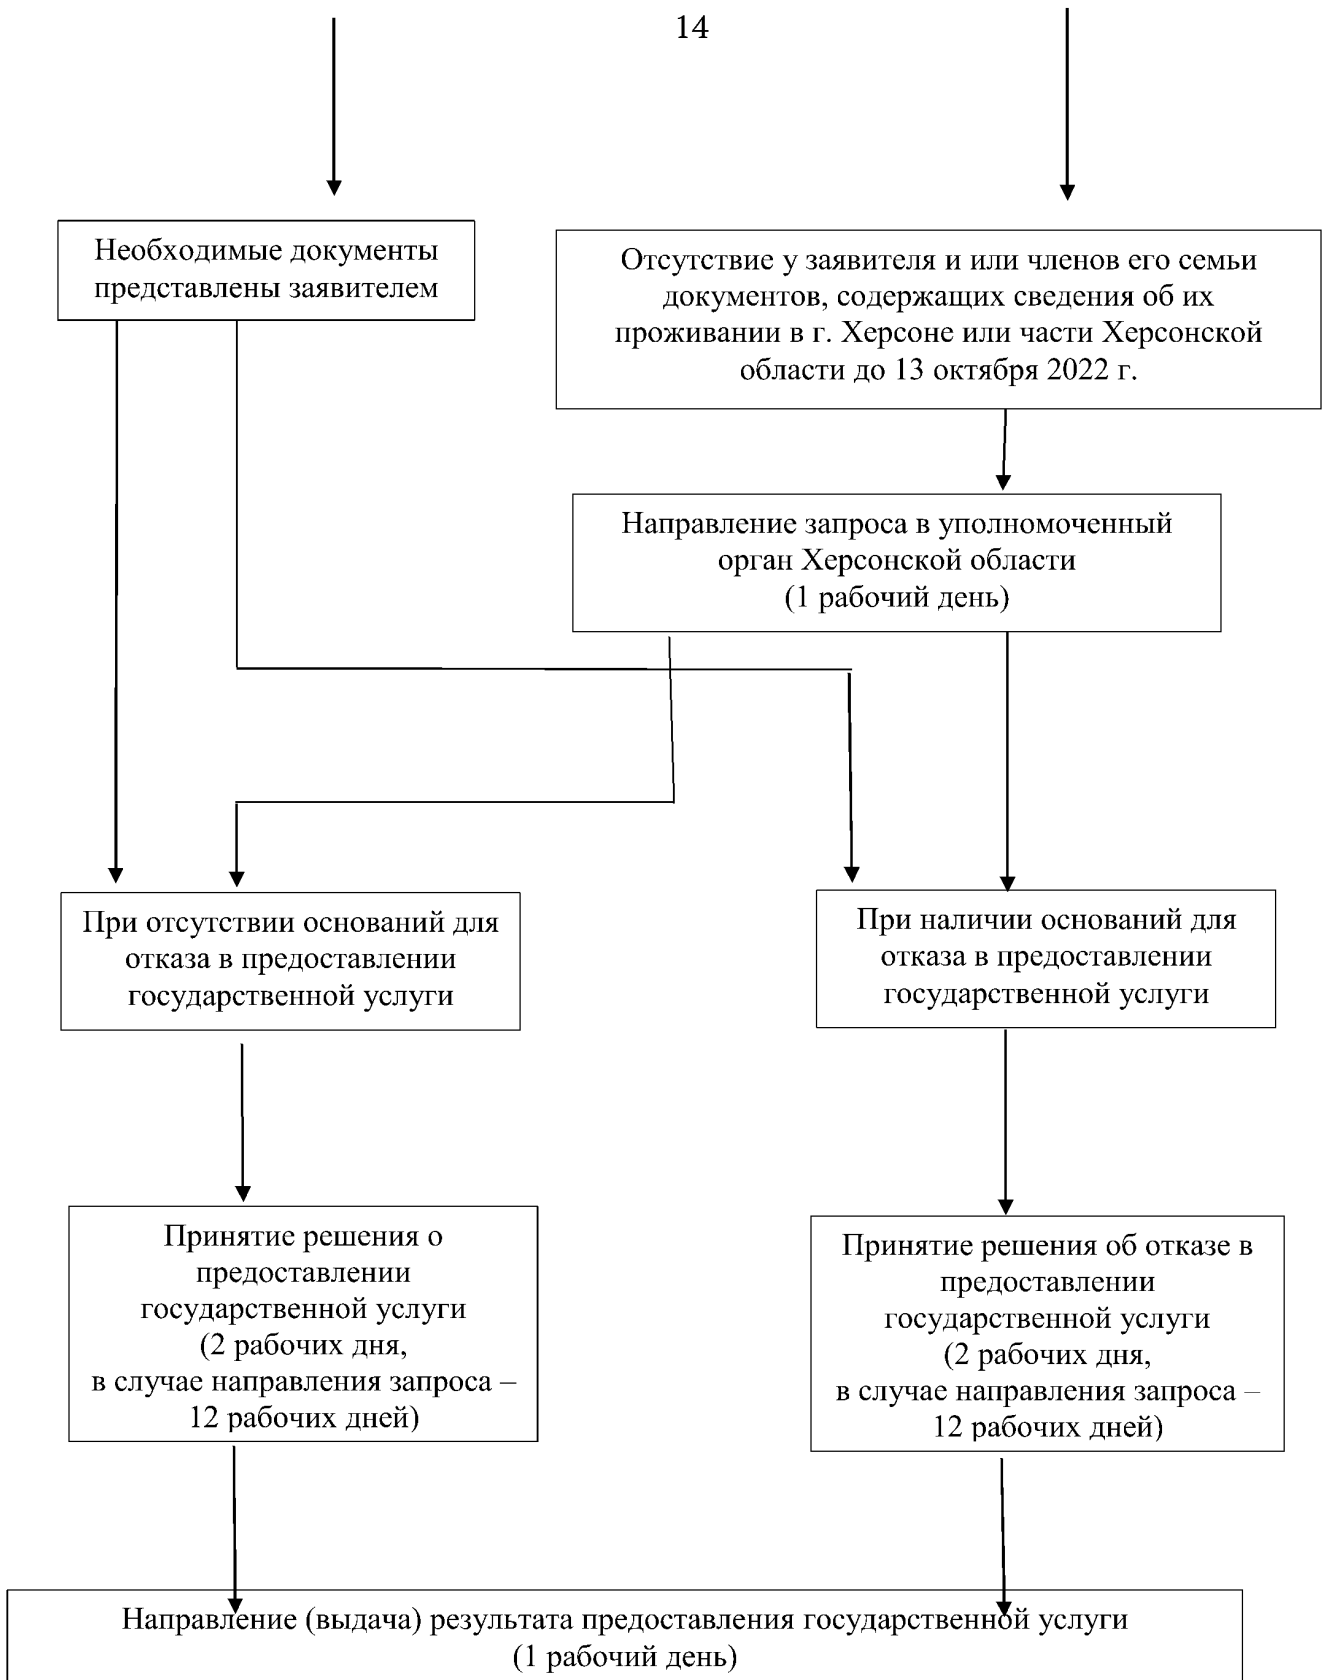 14
Необходимые документы
представлены заявителем
Отсутствие у заявителя и или членов его семьи
документов, содержащих сведения об их
проживании в г. Херсоне или части Херсонской
области до 13 октября 2022 г.
Направление запроса в уполномоченный
орган Херсонской области
(1 рабочий день)
При отсутствии оснований для
отказа в предоставлении
государственной услуги
При наличии оснований для
отказа в предоставлении
государственной услуги
Принятие решения о
предоставлении
государственной услуги
(2 рабочих дня,
в случае направления запроса –
12 рабочих дней)
Принятие решения об отказе в
предоставлении
государственной услуги
(2 рабочих дня,
в случае направления запроса –
12 рабочих дней)
Направление (выдача) результата предоставления государственной услуги
(1 рабочий день)